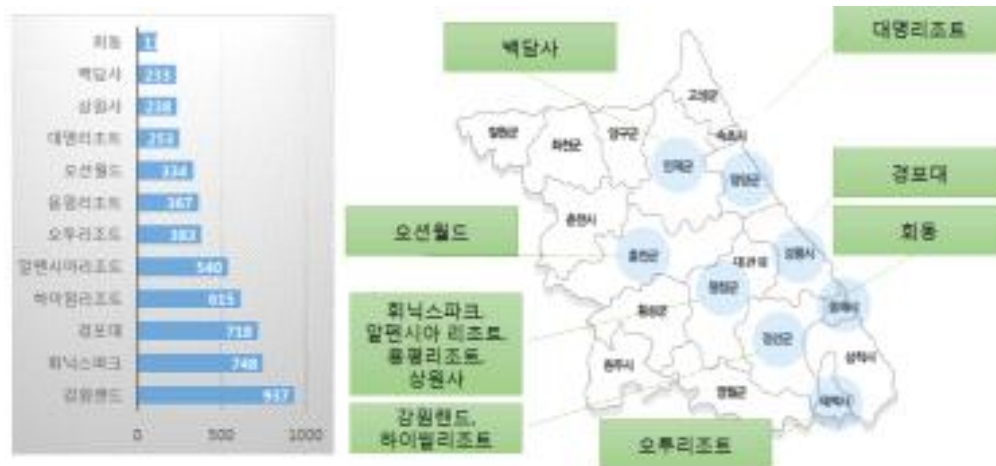 회동
백담사 233
상원사 238
대명리조트 253
오션월드 334
용평리조트 367
오투리조트 383
알펜시아리조트 540
하이원리조트 615
경포대 718
휘닉스파크 748
강원랜드 937
0 500 1000
백담사
대명리조트
경포대
회동
오션월드
휘닉스파크,
알펜시아 리조트,
용평리조트,
상원사
강원랜드,
하이원리조트
오투리조트
고성군
철원군
화천군
양구군
속초시
인제군
양양군
춘천시
홍천군
강릉시
평창군
횡성군
동해시
정선군
삼척시
원주시
영월군
태백시